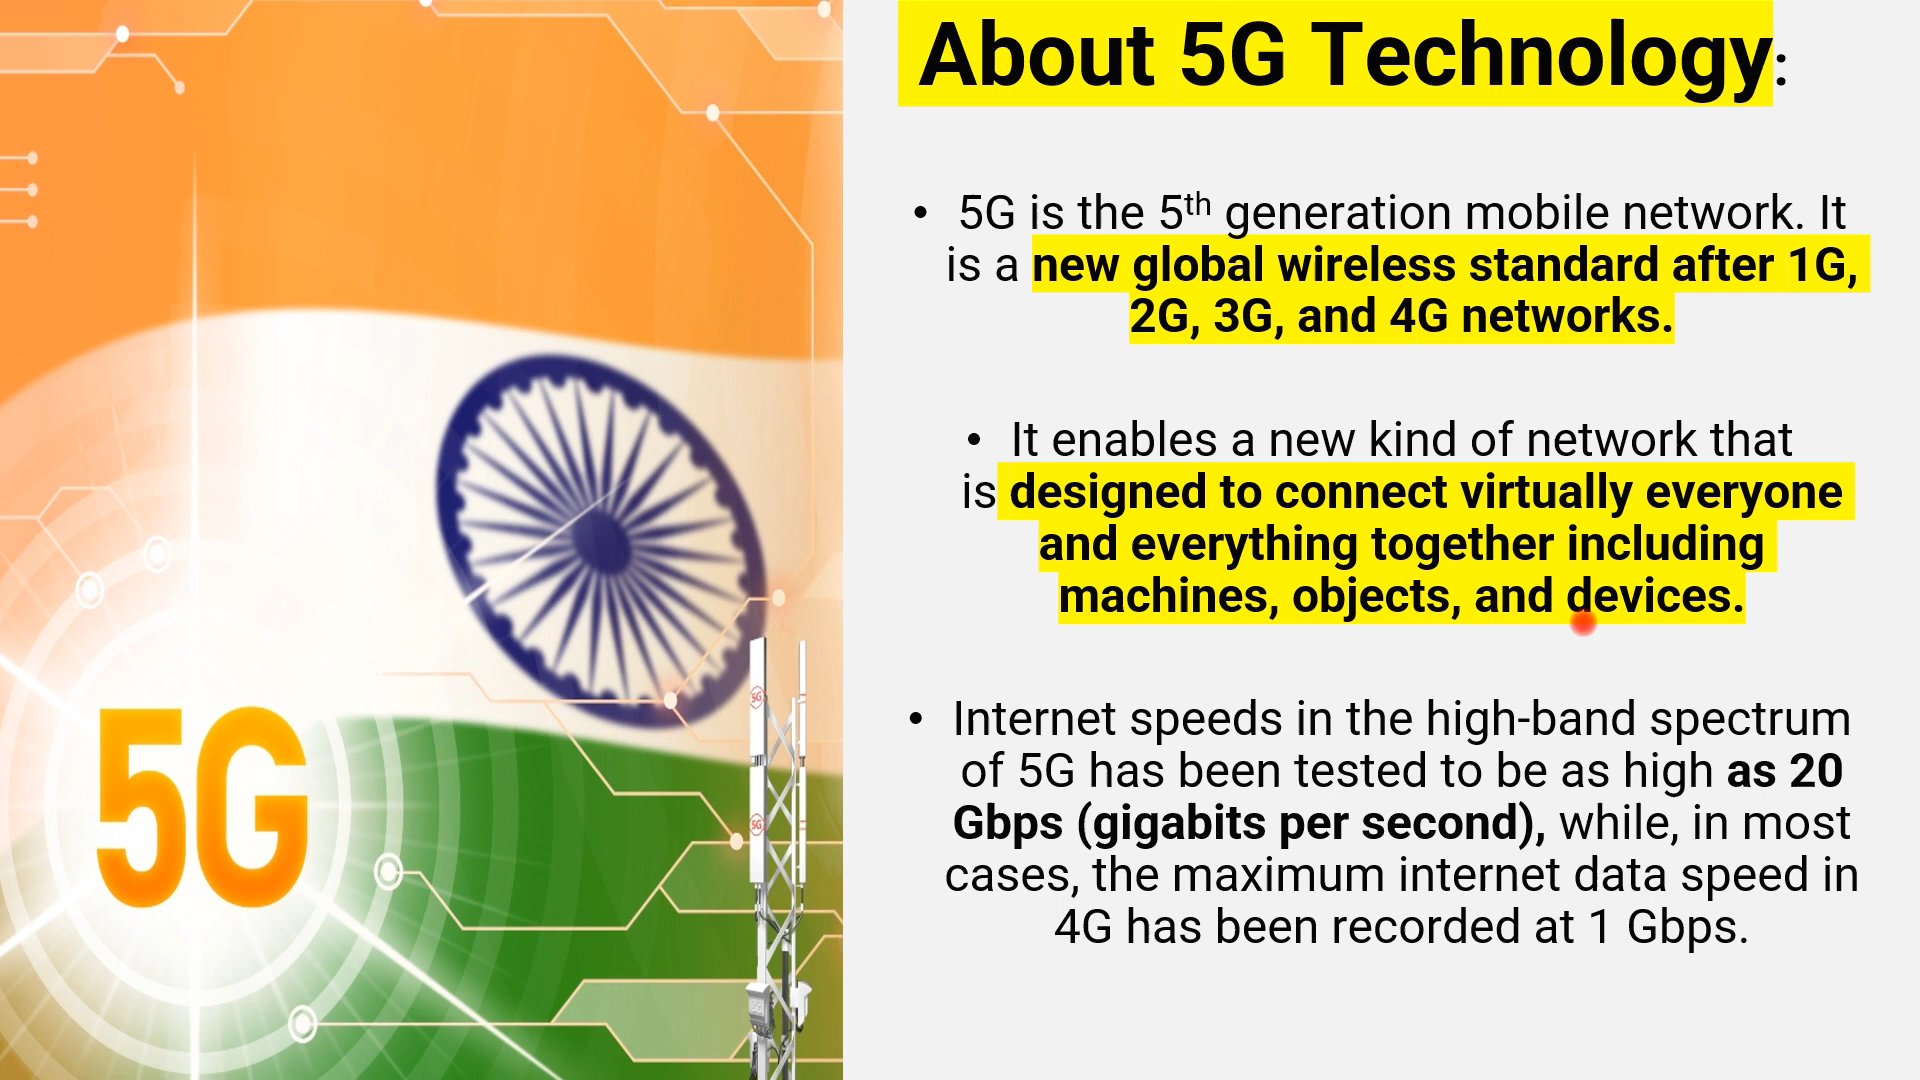 About 5G Technology:
• 5G is the 5th generation mobile network. It
is a new global wireless standard after 1G,
2G, 3G, and 4G networks.
• It enables a new kind of network that
is designed to connect virtually everyone
and everything together including
machines, objects, and devices.
• Internet speeds in the high-band spectrum
of 5G has been tested to be as high as 20
Gbps (gigabits per second), while, in most
cases, the maximum internet data speed in
4G has been recorded at 1 Gbps.
5G
5G
5G